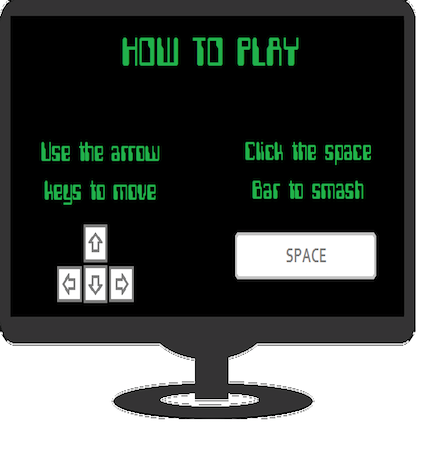 HOW TO PLAY
Use the arrow
keys to move
Click the space
Bar to smash
SPACE